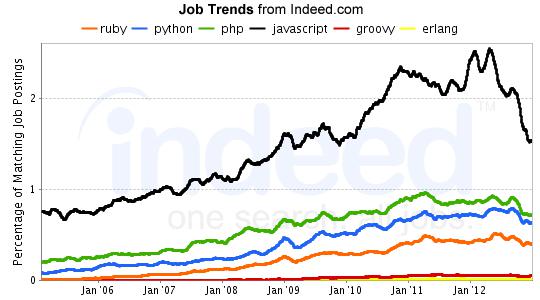 Job Trends from Indeed.com
ruby python php javascript groovy erlang
Percentage of Matching Job Postings
2
1
0
indeed
TM
one search. all jobs.
Jan '06 Jan '07 Jan '08 Jan '09 Jan '10 Jan '11 Jan '12